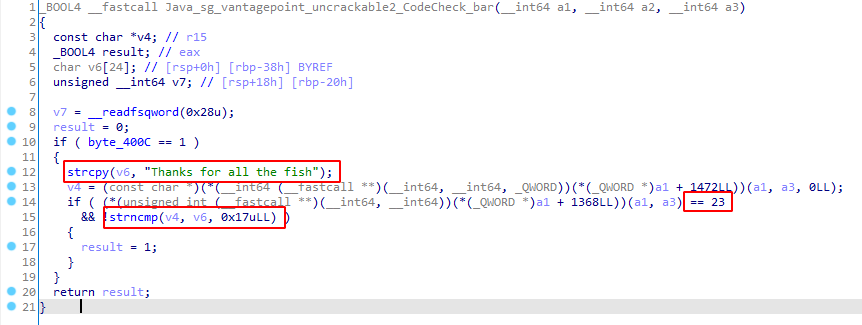 1 _BOOL4 __fastcall Java_sg_vantagepoint_uncrackable2_CodeCheck_bar(__int64 a1, __int64 a2, __int64 a3)
2 {
3 const char *v4; // r15
4 _BOOL4 result; // eax
5 char v6[24]; // [rsp+0h] [rbp-38h] BYREF
6 unsigned __int64 v7; // [rsp+18h] [rbp-20h]
7
8 v7 = __readfsqword(0x28u);
9 result = 0;
10 if ( byte_400C == 1 )
11 {
12 strcpy(v6, "Thanks for all the fish");
13 v4 = (const char *)(*(__int64 (__fastcall **)(__int64, __int64, _QWORD))(*(_QWORD *)a1 + 1472LL))(a1, a3, 0LL);
14 if ( (*(unsigned int (__fastcall **)(__int64, __int64))(*(_QWORD *)a1 + 1368LL))(a1, a3) == 23
15 && !strncmp(v4, v6, 0x17uLL) )
16 {
17 result = 1;
18 }
19 }
20 return result;
21 }